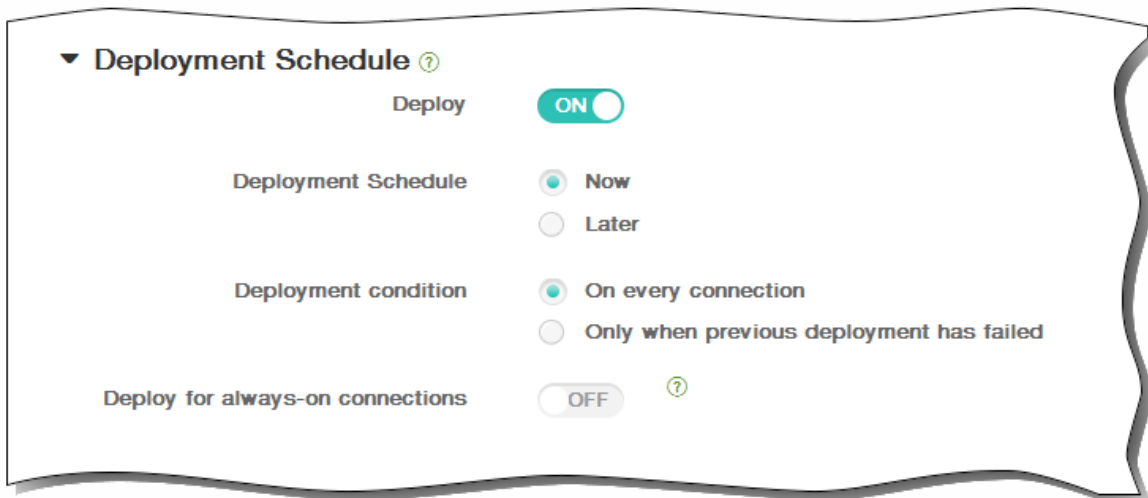 Deployment Schedule ?
Deploy ON
Deployment Schedule Now
Later
Deployment condition On every connection
Only when previous deployment has failed
Deploy for always-on connections OFF ?